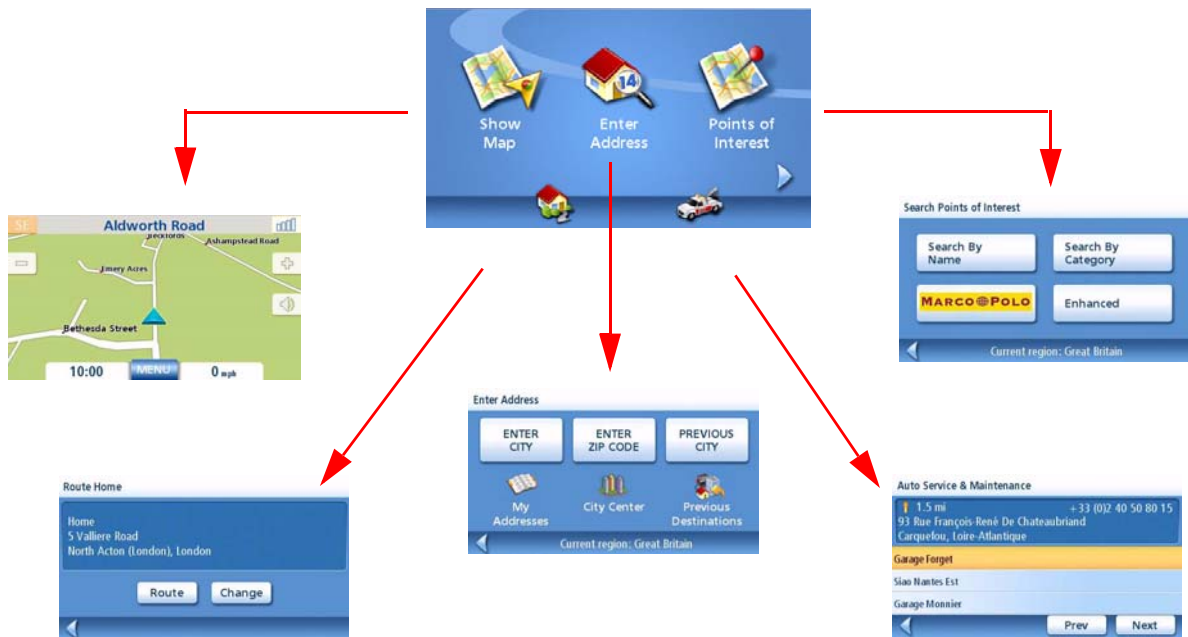 14
Show
Map
Enter
Address
Points of
Interest
SE
Aldworth Road
Ashampstead Road
Jimery Acres
Bethesda Street
10:00
MENU
0 mph
Search Points of Interest
Search By
Name
Search By
Category
MARCO POLO
Enhanced
Current region: Great Britain
Enter Address
ENTER
CITY
ENTER
ZIP CODE
PREVIOUS
CITY
My
Addresses
City Center
Previous
Destinations
Current region: Great Britain
Route Home
Home
5 Valliere Road
North Acton (London), London
Route
Change
Auto Service & Maintenance
1.5 mi
+33 (0)2 40 50 80 15
93 Rue François-René De Chateaubriand
Carquefou, Loire-Atlantique
Garage Forget
Siao Nantes Est
Garage Monnier
Prev
Next